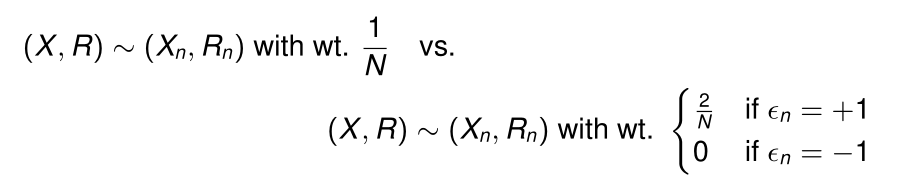 (X, R) ∼ (Xₙ, Rₙ) with wt. 1/N vs.
(X, R) ∼ (Xₙ, Rₙ) with wt. { 2/N if ϵₙ = +1
0 if ϵₙ = −1